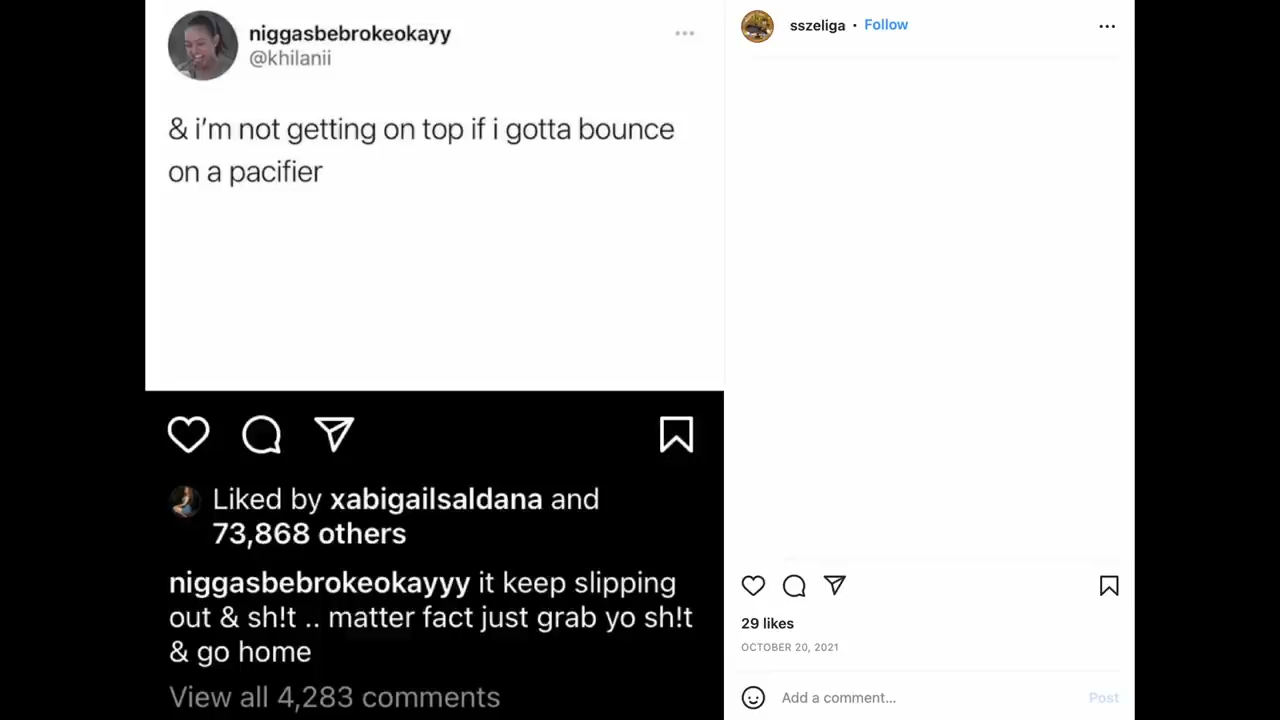 niggasbebrokeokayy
@khilanii
& i'm not getting on top if i gotta bounce
on a pacifier
Liked by xabigailsaldana and
73,868 others
niggasbebrokeokayyy it keep slipping
out & sh!t .. matter fact just grab yo sh!t
& go home
View all 4,283 comments
sszeliga • Follow
29 likes
OCTOBER 20, 2021
Add a comment... Post